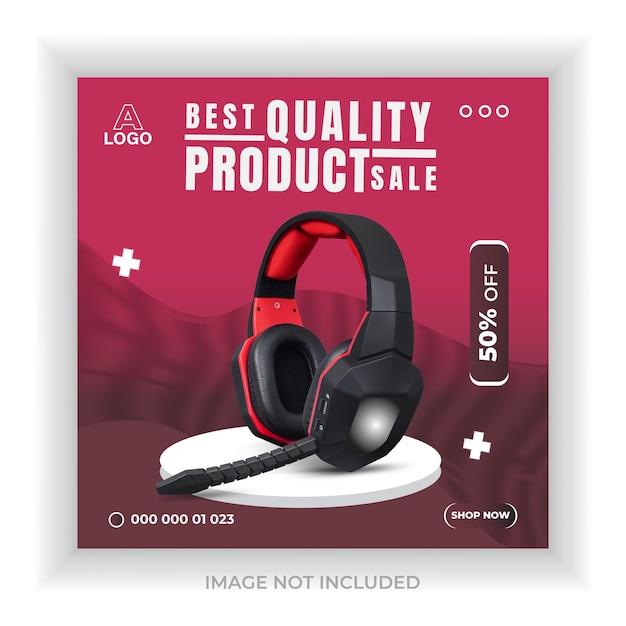 A
LOGO
BEST QUALITY
PRODUCT SALE
50% OFF
000 000 01 023
SHOP NOW
IMAGE NOT INCLUDED